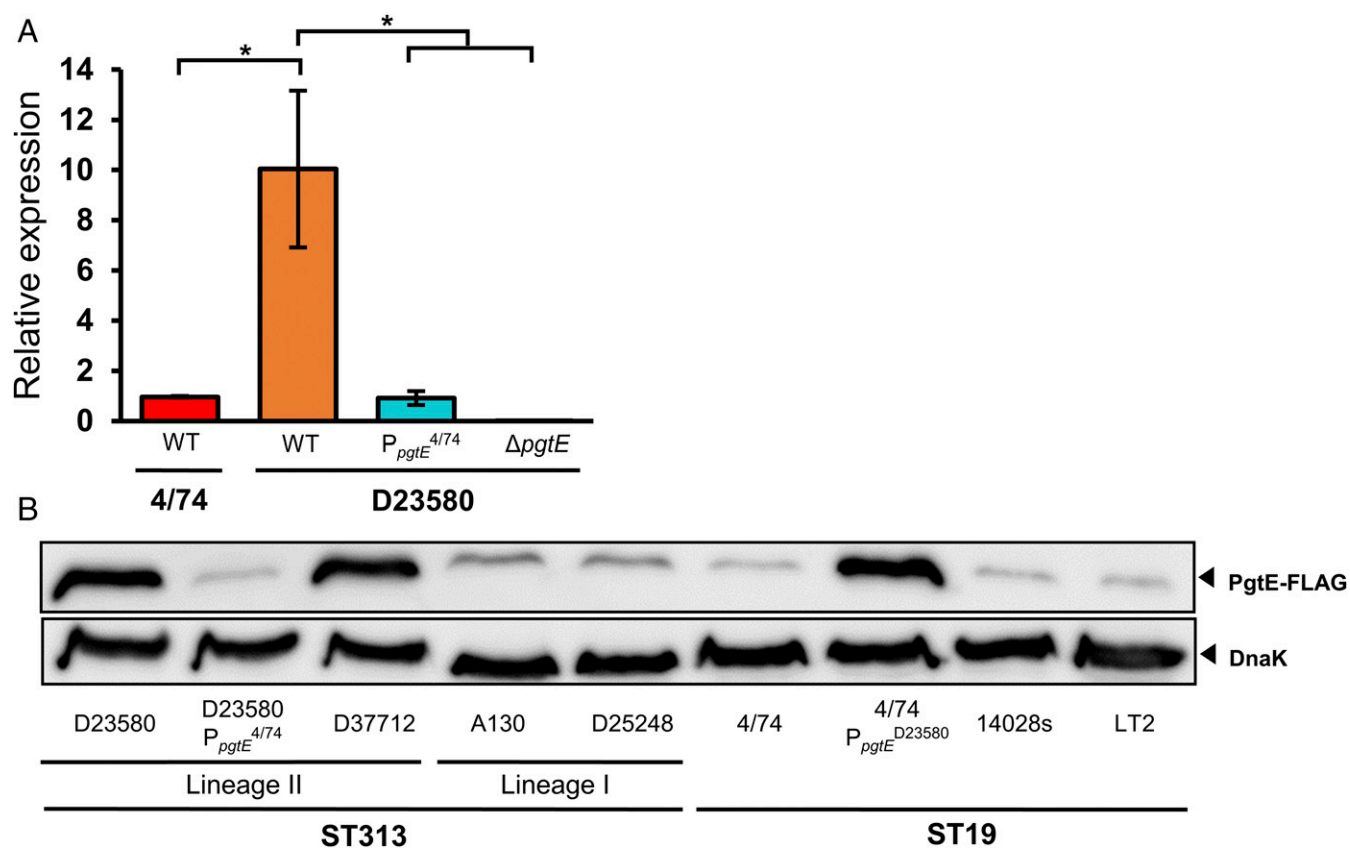 A
* *
14
12
10
8
6
4
2
0
Relative expression
WT WT PpgtE4/74 ΔpgtE
4/74 D23580
B
PgtE-FLAG
DnaK
D23580 D23580 PpgtE4/74 D37712 A130 D25248 4/74 4/74 PpgtED23580 14028s LT2
Lineage II Lineage I
ST313 ST19